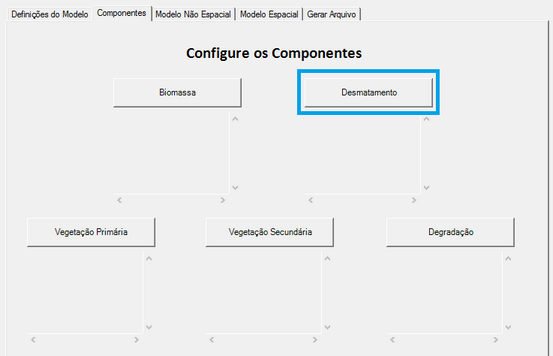 Definições do Modelo Componentes Modelo Não Espacial Modelo Espacial Gerar Arquivo
Configure os Componentes
Biomassa Desmatamento
Vegetação Primária Vegetação Secundária Degradação